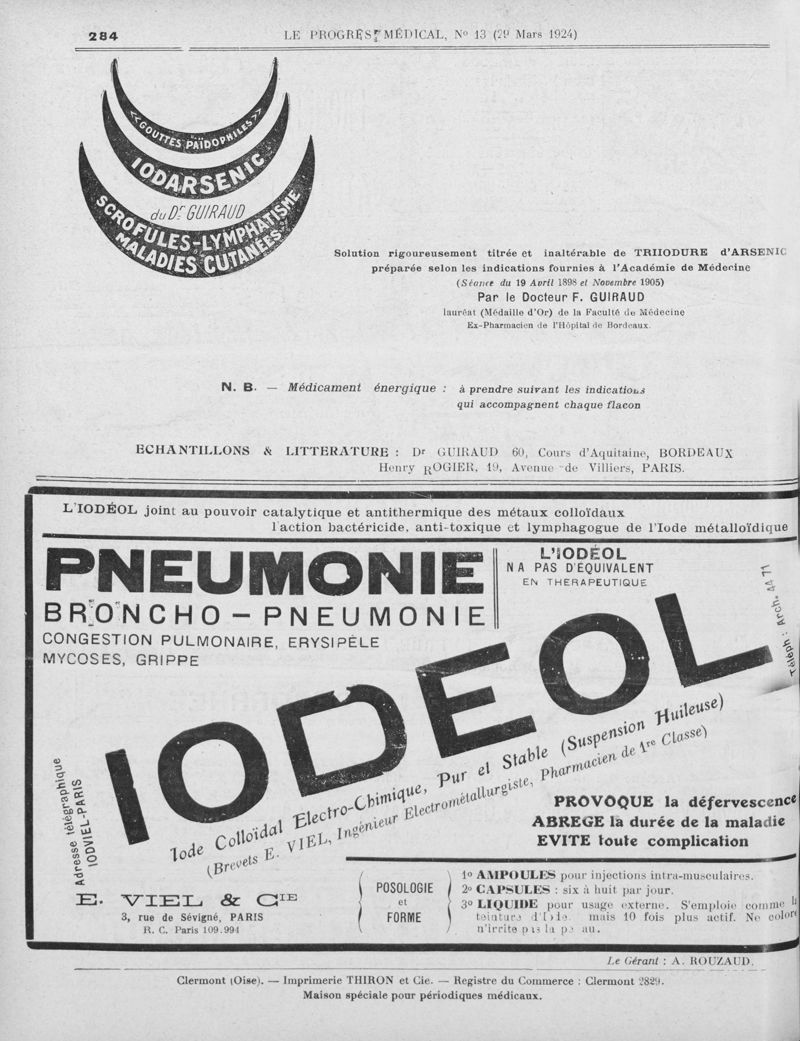 284
LE PROGRÈS MÉDICAL, No 13 (29 Mars 1924)
«GOUTTES PAÏDOPHILES»
IODARSENIC
du Dr GUIRAUD
SCROFULES-LYMPHATISME
MALADIES CUTANÉES
Solution rigoureusement titrée et inaltérable de TRIIODURE d'ARSENIC
préparée selon les indications fournies à l'Académie de Médecine
(Séance du 19 Avril 1898 et Novembre 1905)
Par le Docteur F. GUIRAUD
lauréat (Médaille d'Or) de la Faculté de Médecine
Ex-Pharmacien de l'Hôpital de Bordeaux.
N. B. — Médicament énergique : à prendre suivant les indications
qui accompagnent chaque flacon
ECHANTILLONS & LITTERATURE : Dr GUIRAUD 60, Cours d'Aquitaine, BORDEAUX
Henry ROGIER, 19, Avenue de Villiers, PARIS.
L'IODÉOL joint au pouvoir catalytique et antithermique des métaux colloïdaux
l'action bactéricide, anti-toxique et lymphagogue de l'Iode métalloïdique
PNEUMONIE
BRONCHO-PNEUMONIE
CONGESTION PULMONAIRE, ERYSIPÈLE
MYCOSES, GRIPPE
L'IODÉOL
N A PAS D'ÉQUIVALENT
EN THERAPEUTIQUE
Téléph : Arch. 44 71
IODEOL
Iode Colloïdal Electro-Chimique, Pur et Stable (Suspension Huileuse)
(Brevets E. VIEL, Ingénieur Electrométallurgiste, Pharmacien de 1re Classe)
Adresse télégraphique
IODVIEL-PARIS
PROVOQUE la défervescence
ABREGE la durée de la maladie
EVITE toute complication
E. VIEL & CIE
3, rue de Sévigné, PARIS
R. C. Paris 109.994
POSOLOGIE
et
FORME
1o AMPOULES pour injections intra-musculaires.
2o CAPSULES : six à huit par jour.
3o LIQUIDE pour usage externe. S'emploie comme
teinture d'Iode. mais 10 fois plus actif. Ne colore
n'irrite pas la peau.
Le Gérant : A. ROUZAUD.
Clermont (Oise). — Imprimerie THIRON et Cie. — Registre du Commerce : Clermont 2829.
Maison spéciale pour périodiques médicaux.